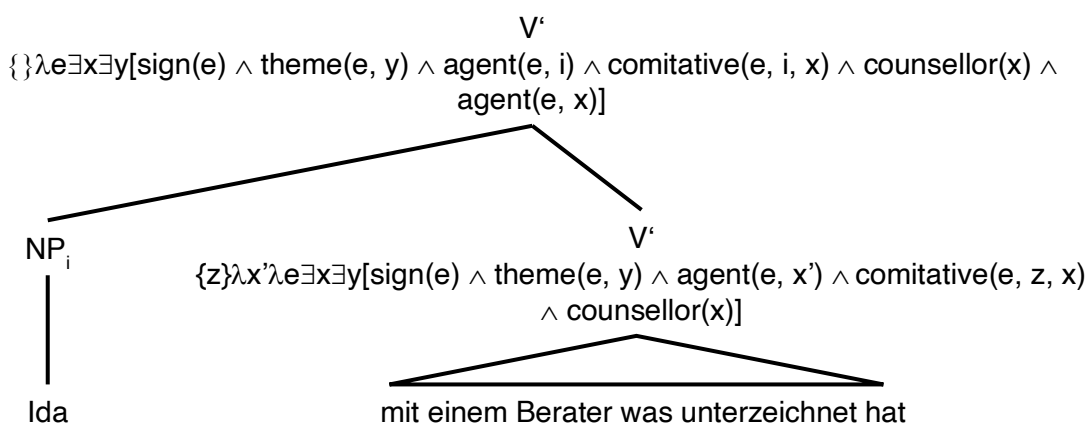 V‘
{}λe∃x∃y[sign(e) ∧ theme(e, y) ∧ agent(e, i) ∧ comitative(e, i, x) ∧ counsellor(x) ∧
agent(e, x)]
NPi
V‘
{z}λx’λe∃x∃y[sign(e) ∧ theme(e, y) ∧ agent(e, x’) ∧ comitative(e, z, x)
∧ counsellor(x)]
Ida
mit einem Berater was unterzeichnet hat